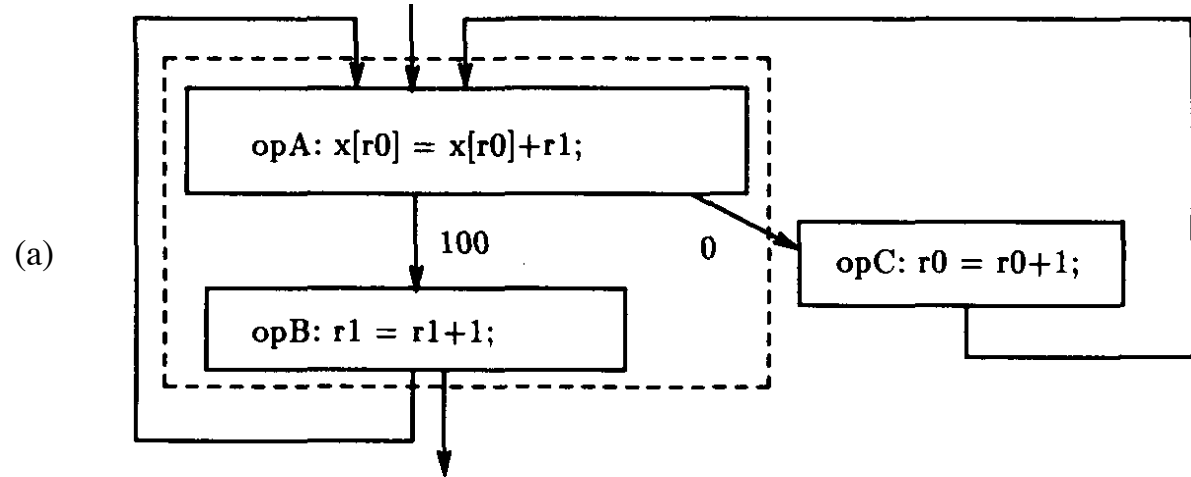 opA: x[r0] = x[r0]+r1;
(a)
100
0
opC: r0 = r0+1;
opB: r1 = r1+1;